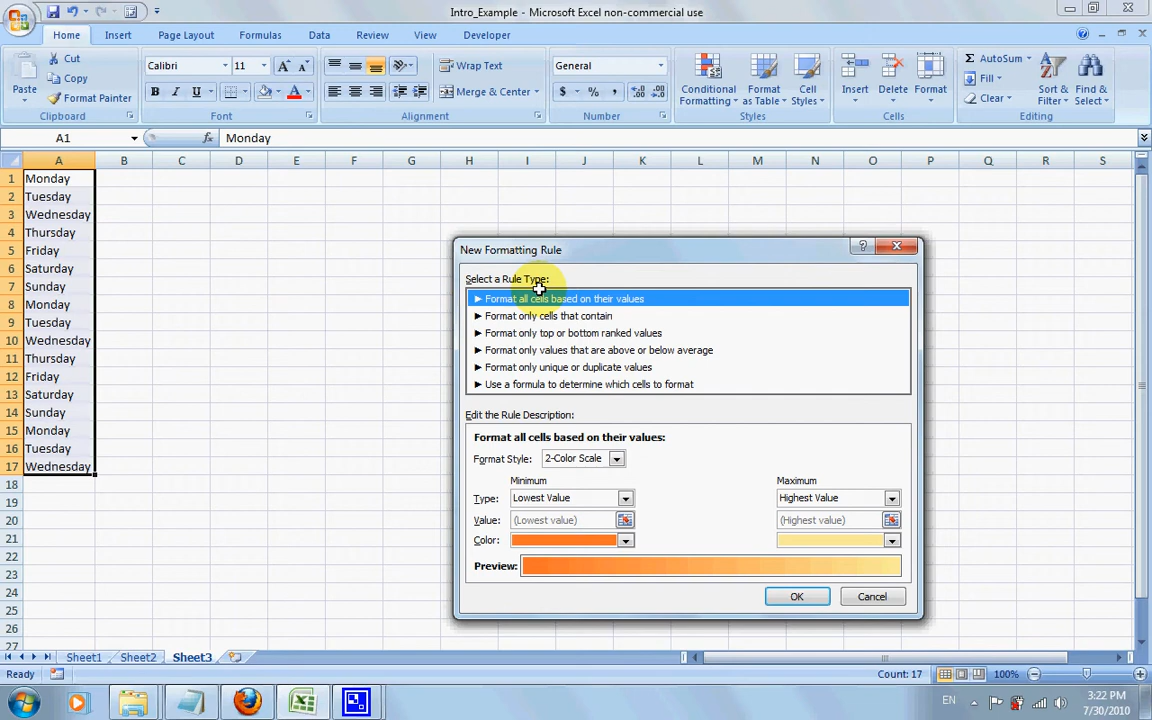 Intro_Example - Microsoft Excel non-commercial use
Home Insert Page Layout Formulas Data Review View Developer
Paste
Cut
Copy
Format Painter
Clipboard
Calibri 11
B I U
Font
Wrap Text
Merge & Center
Alignment
General
$ % ,
Number
Conditional Formatting
Format as Table
Cell Styles
Styles
Insert
Delete
Format
Cells
AutoSum
Fill
Clear
Sort & Filter
Find & Select
Editing
A1 fx Monday
A B C D E F G H I J K L M N O P Q R S
1 Monday
2 Tuesday
3 Wednesday
4 Thursday
5 Friday
6 Saturday
7 Sunday
8 Monday
9 Tuesday
10 Wednesday
11 Thursday
12 Friday
13 Saturday
14 Sunday
15 Monday
16 Tuesday
17 Wednesday
18
19
20
21
22
23
24
25
26
27
New Formatting Rule
Select a Rule Type:
► Format all cells based on their values
► Format only cells that contain
► Format only top or bottom ranked values
► Format only values that are above or below average
► Format only unique or duplicate values
► Use a formula to determine which cells to format
Edit the Rule Description:
Format all cells based on their values:
Format Style: 2-Color Scale
Minimum Maximum
Type: Lowest Value Highest Value
Value: (Lowest value) (Highest value)
Color:
Preview:
OK Cancel
Sheet1 Sheet2 Sheet3
Ready Count: 17 100%
EN 3:22 PM
7/30/2010